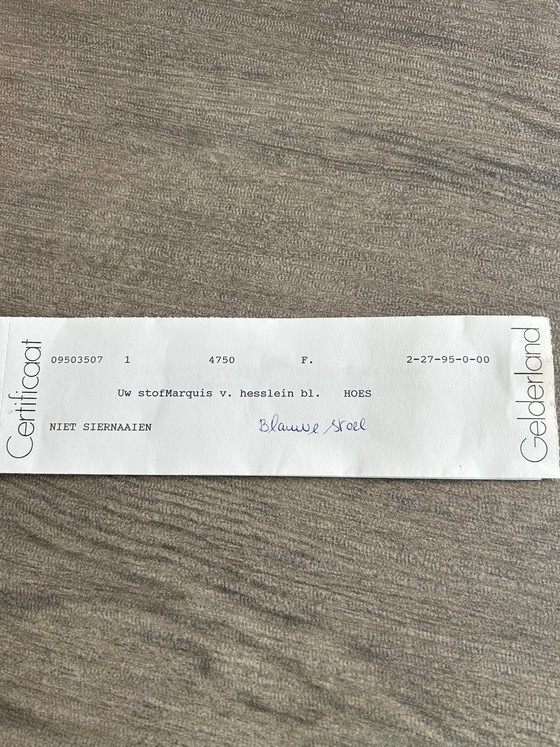 Certificaat
09503507 1 4750 F. 2-27-95-0-00
Uw stofMarquis v. hesslein bl. HOES
NIET SIERNAAIEN Blauwe stoel
Gelderland